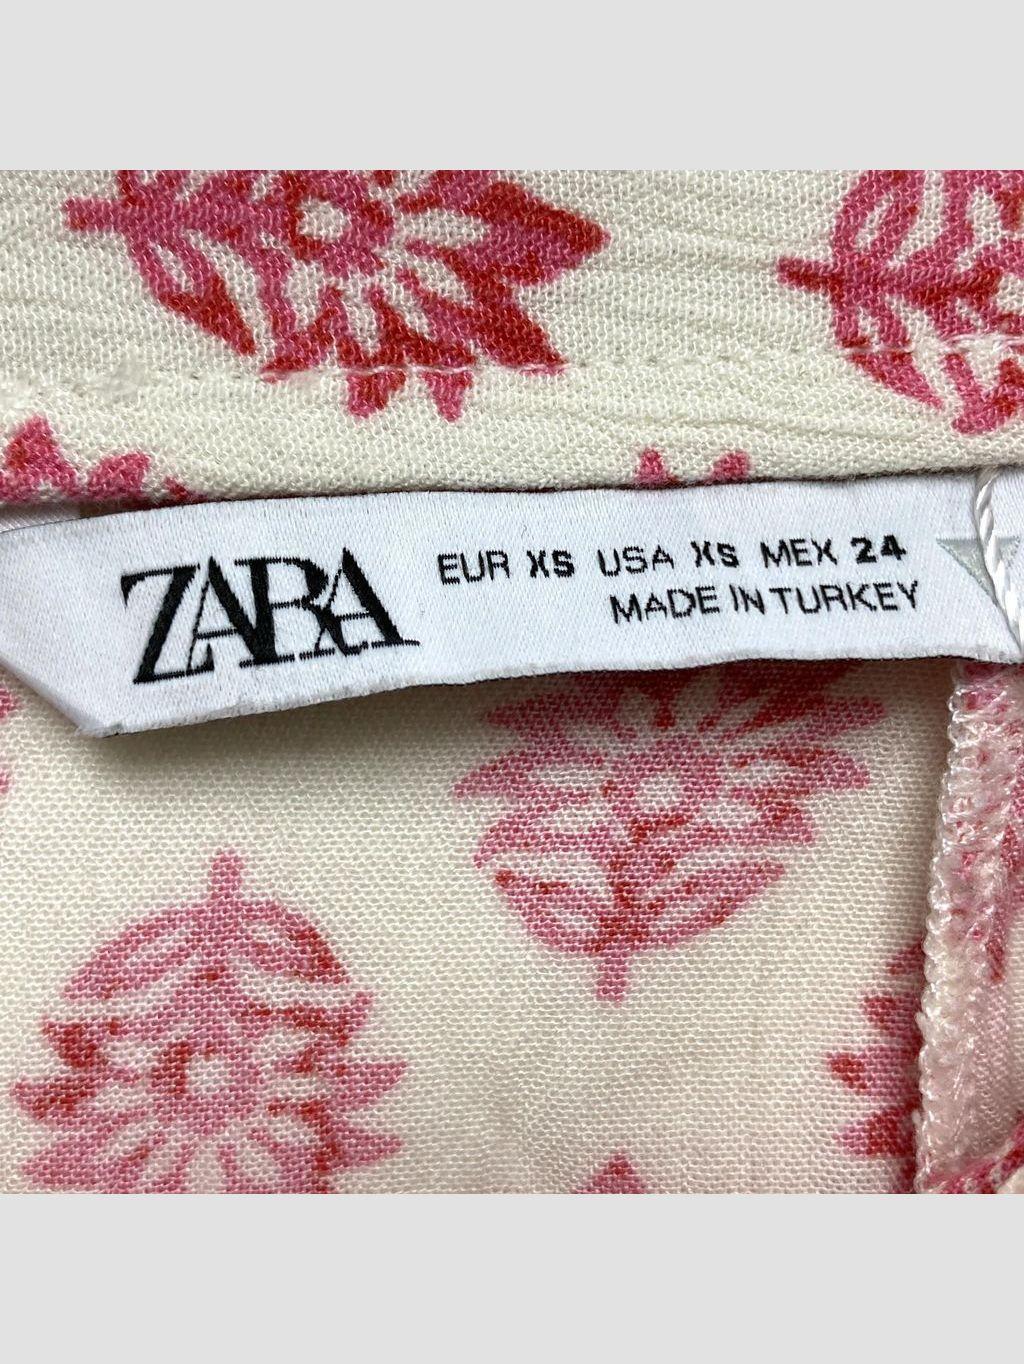 ZARA
EUR XS USA XS MEX 24
MADE IN TURKEY